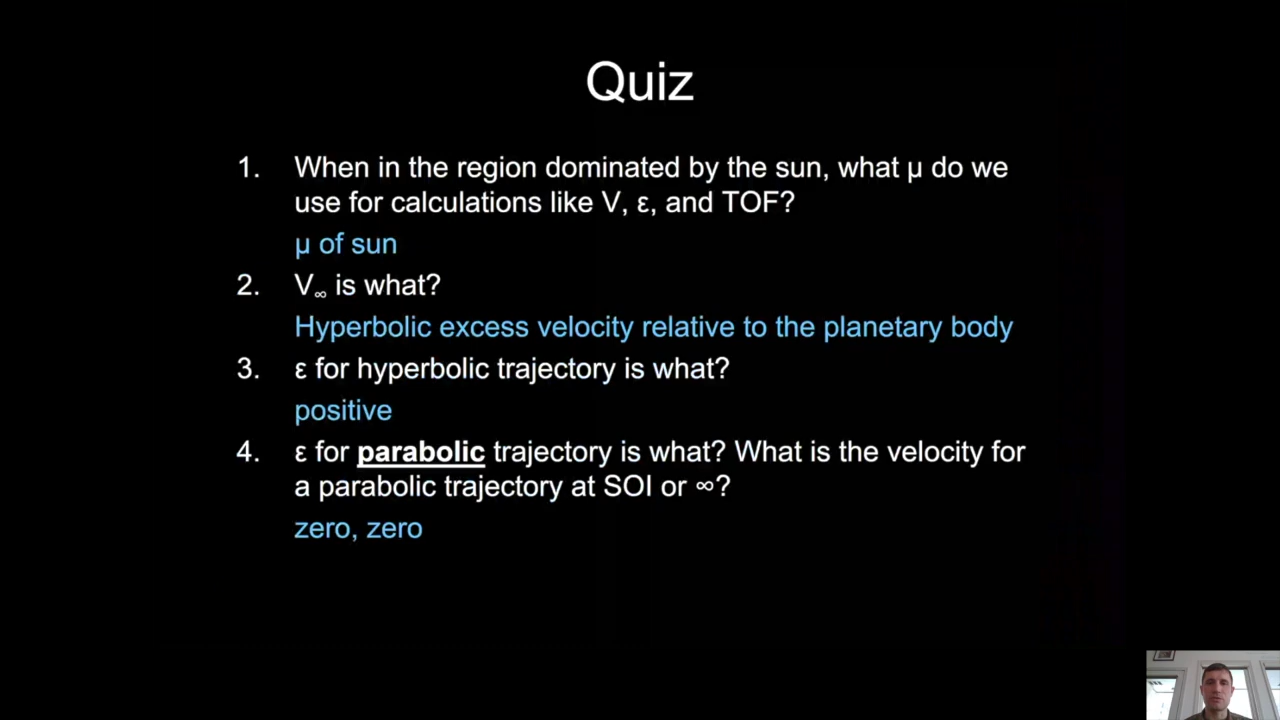 Quiz
1. When in the region dominated by the sun, what μ do we
use for calculations like V, ε, and TOF?
μ of sun
2. V∞ is what?
Hyperbolic excess velocity relative to the planetary body
3. ε for hyperbolic trajectory is what?
positive
4. ε for parabolic trajectory is what? What is the velocity for
a parabolic trajectory at SOI or ∞?
zero, zero